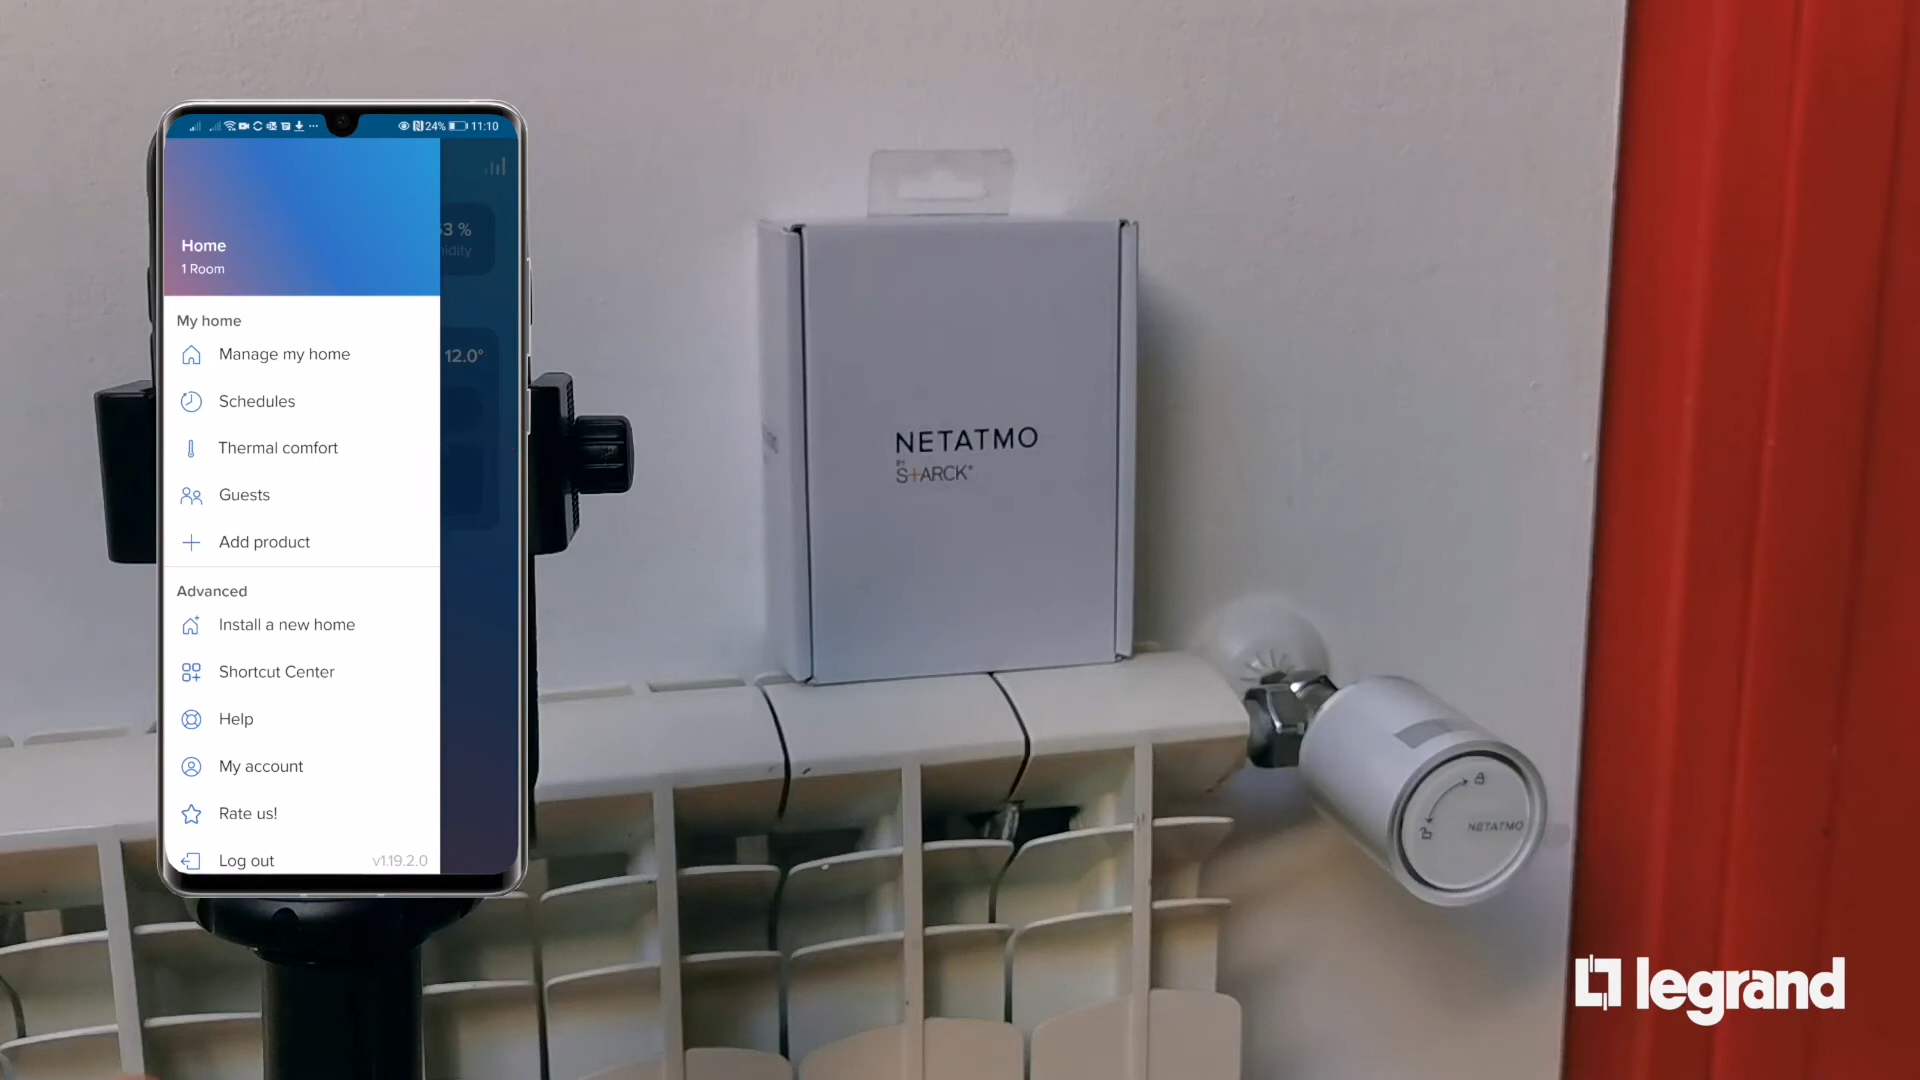 24% 11:10
Home
1 Room
My home
Manage my home
Schedules
Thermal comfort
Guests
Add product
Advanced
Install a new home
Shortcut Center
Help
My account
Rate us!
Log out
v1.19.2.0
12.0°
NETATMO
BY
S+ARCK®
NETATMO
legrand